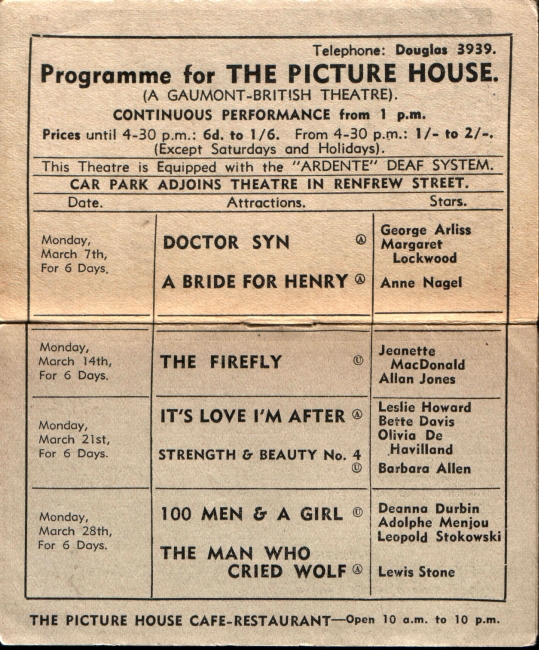 Telephone: Douglas 3939.
Programme for THE PICTURE HOUSE.
(A GAUMONT-BRITISH THEATRE).
CONTINUOUS PERFORMANCE from 1 p.m.
Prices until 4-30 p.m.: 6d. to 1/6. From 4-30 p.m.: 1/- to 2/-.
(Except Saturdays and Holidays).
This Theatre is Equipped with the "ARDENTE" DEAF SYSTEM.
CAR PARK ADJOINS THEATRE IN RENFREW STREET.
Date. Attractions. Stars.
Monday,
March 7th,
For 6 Days.
DOCTOR SYN Ⓐ
George Arliss
Margaret
Lockwood
A BRIDE FOR HENRY Ⓐ
Anne Nagel
Monday,
March 14th,
For 6 Days.
THE FIREFLY Ⓤ
Jeanette
MacDonald
Allan Jones
Monday,
March 21st,
For 6 Days.
IT'S LOVE I'M AFTER Ⓐ
Leslie Howard
Bette Davis
Olivia De
Havilland
STRENGTH & BEAUTY No. 4
Ⓤ
Barbara Allen
Monday,
March 28th,
For 6 Days.
100 MEN & A GIRL Ⓤ
Deanna Durbin
Adolphe Menjou
Leopold Stokowski
THE MAN WHO
CRIED WOLF Ⓐ
Lewis Stone
THE PICTURE HOUSE CAFE-RESTAURANT—Open 10 a.m. to 10 p.m.